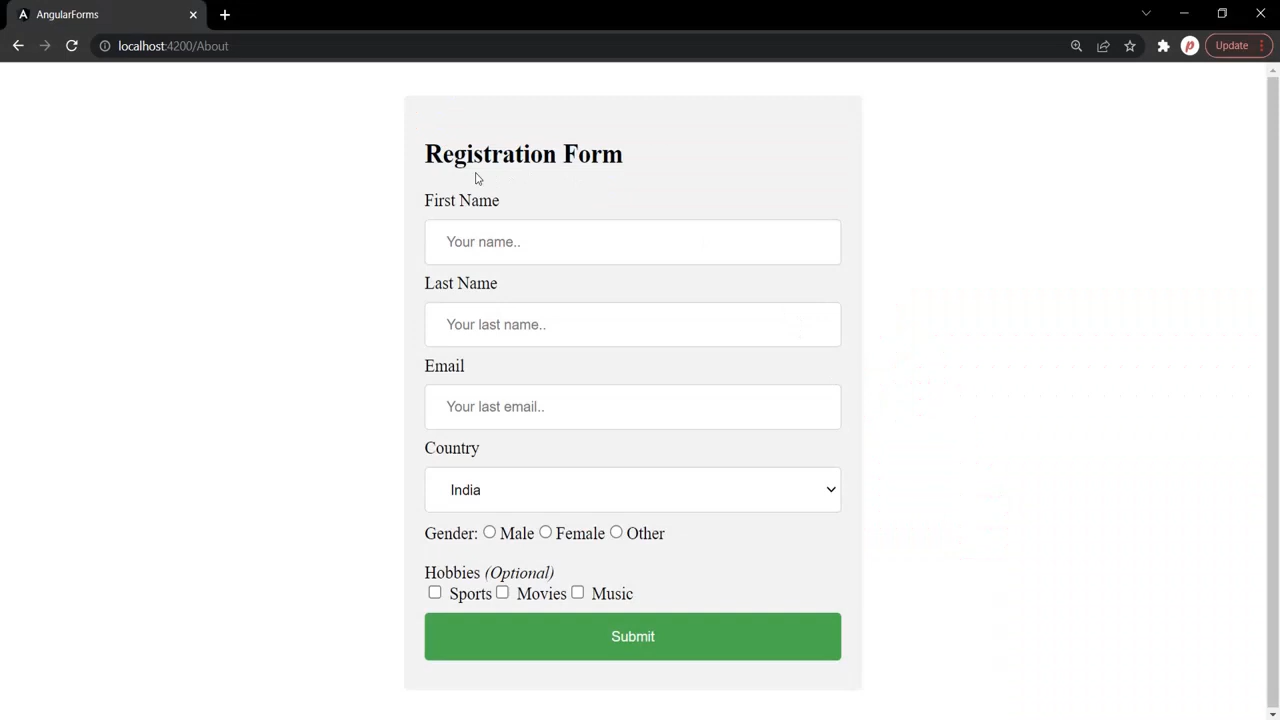 AngularForms
localhost:4200/About
Update
Registration Form
First Name
Your name..
Last Name
Your last name..
Email
Your last email..
Country
India
Gender: Male Female Other
Hobbies (Optional)
Sports Movies Music
Submit